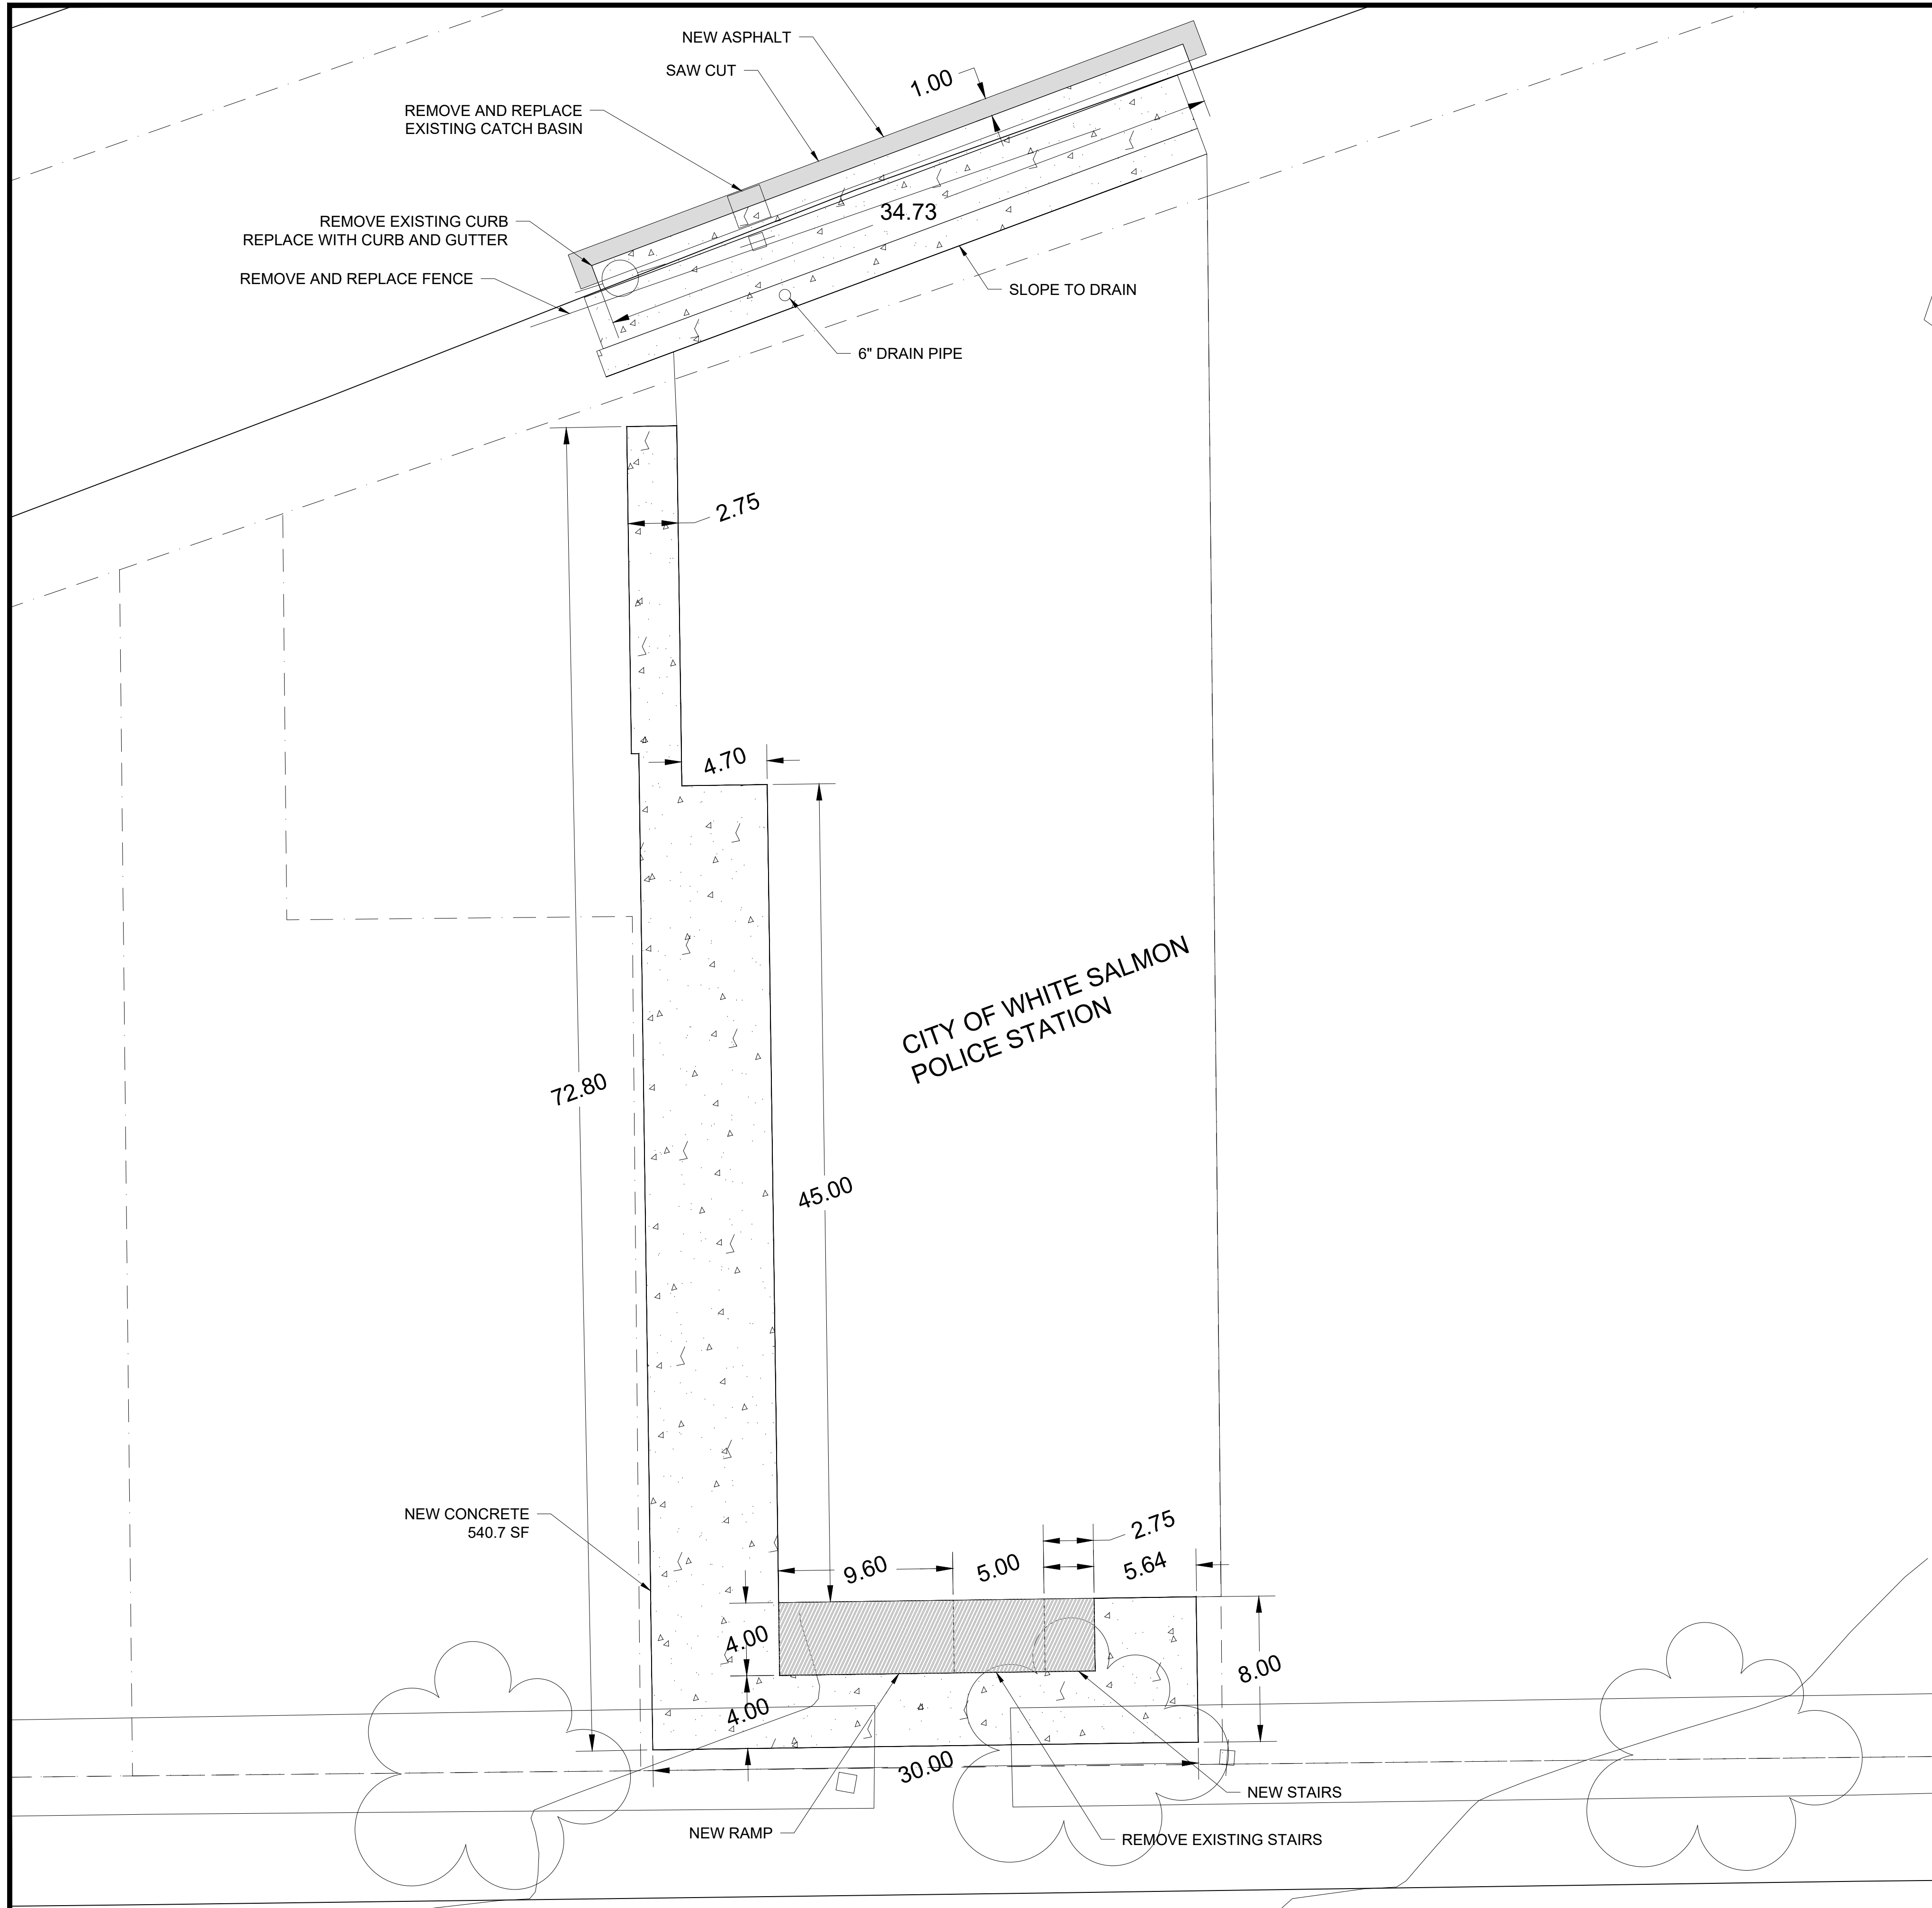 NEW ASPHALT
SAW CUT
1.00
REMOVE AND REPLACE
EXISTING CATCH BASIN
34.73
REMOVE EXISTING CURB
REPLACE WITH CURB AND GUTTER
REMOVE AND REPLACE FENCE
SLOPE TO DRAIN
6" DRAIN PIPE
2.75
4.70
CITY OF WHITE SALMON
POLICE STATION
72.80
45.00
NEW CONCRETE
540.7 SF
2.75
9.60
5.00
5.64
4.00
8.00
4.00
30.00
NEW STAIRS
NEW RAMP
REMOVE EXISTING STAIRS